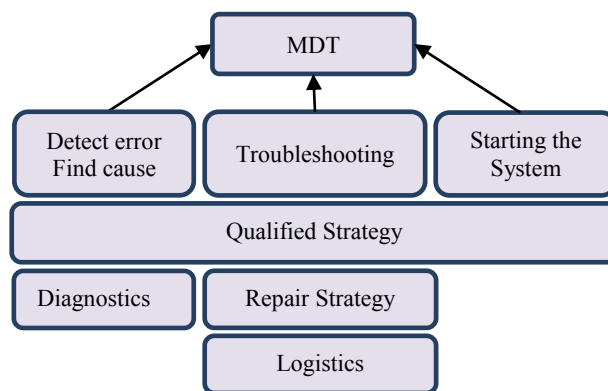 MDT
Detect error
Find cause
Troubleshooting
Starting the
System
Qualified Strategy
Diagnostics
Repair Strategy
Logistics